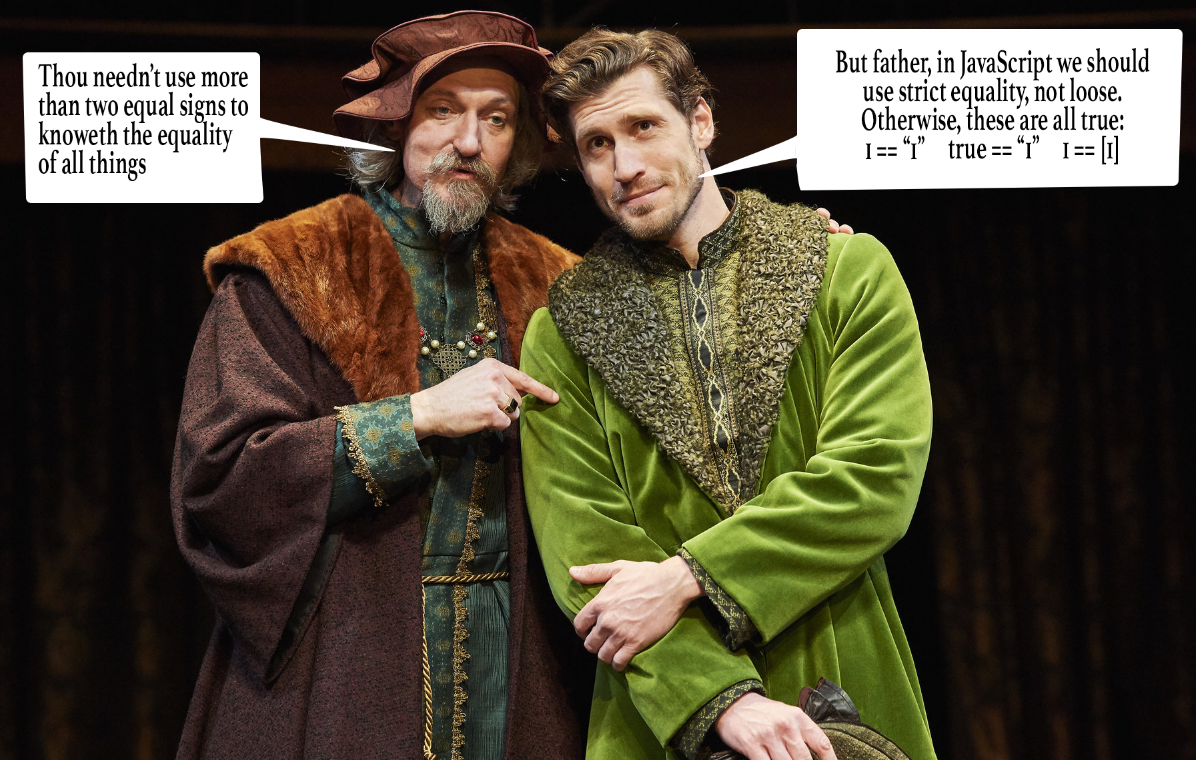 Thou needn’t use more
than two equal signs to
knoweth the equality
of all things
But father, in JavaScript we should
use strict equality, not loose.
Otherwise, these are all true:
1 == “1” true == “1” 1 == [1]